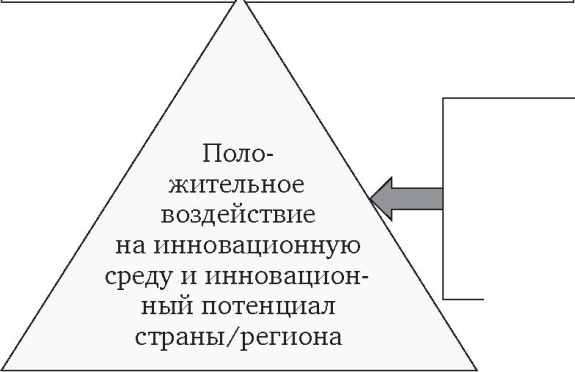 Поло-
жительное
воздействие
на инновационную
среду и инновацион-
ный потенциал
страны/региона